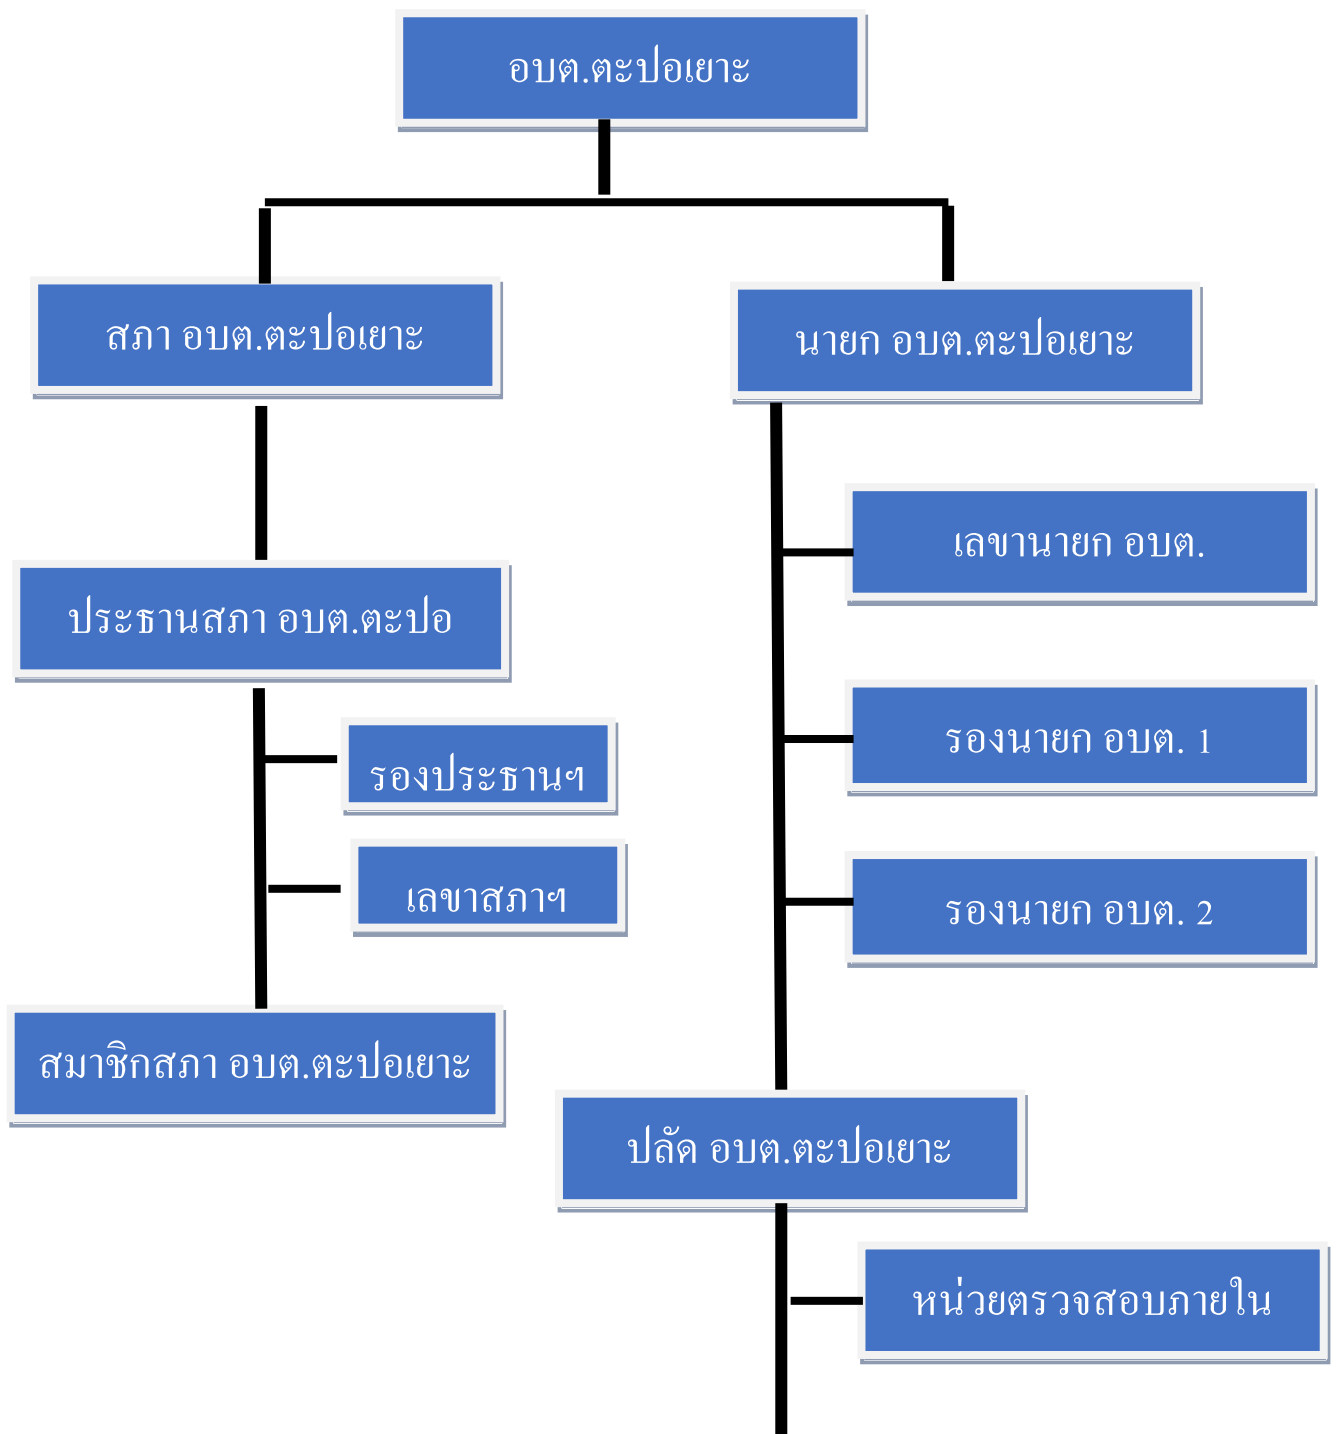 อบต.ตะปอเยาะ
สภา อบต.ตะปอเยาะ
นายก อบต.ตะปอเยาะ
เลขานายก อบต.
ประธานสภา อบต.ตะปอ
รองนายก อบต. 1
รองประธานฯ
เลขาสภาฯ
รองนายก อบต. 2
สมาชิกสภา อบต.ตะปอเยาะ
ปลัด อบต.ตะปอเยาะ
หน่วยตรวจสอบภายใน